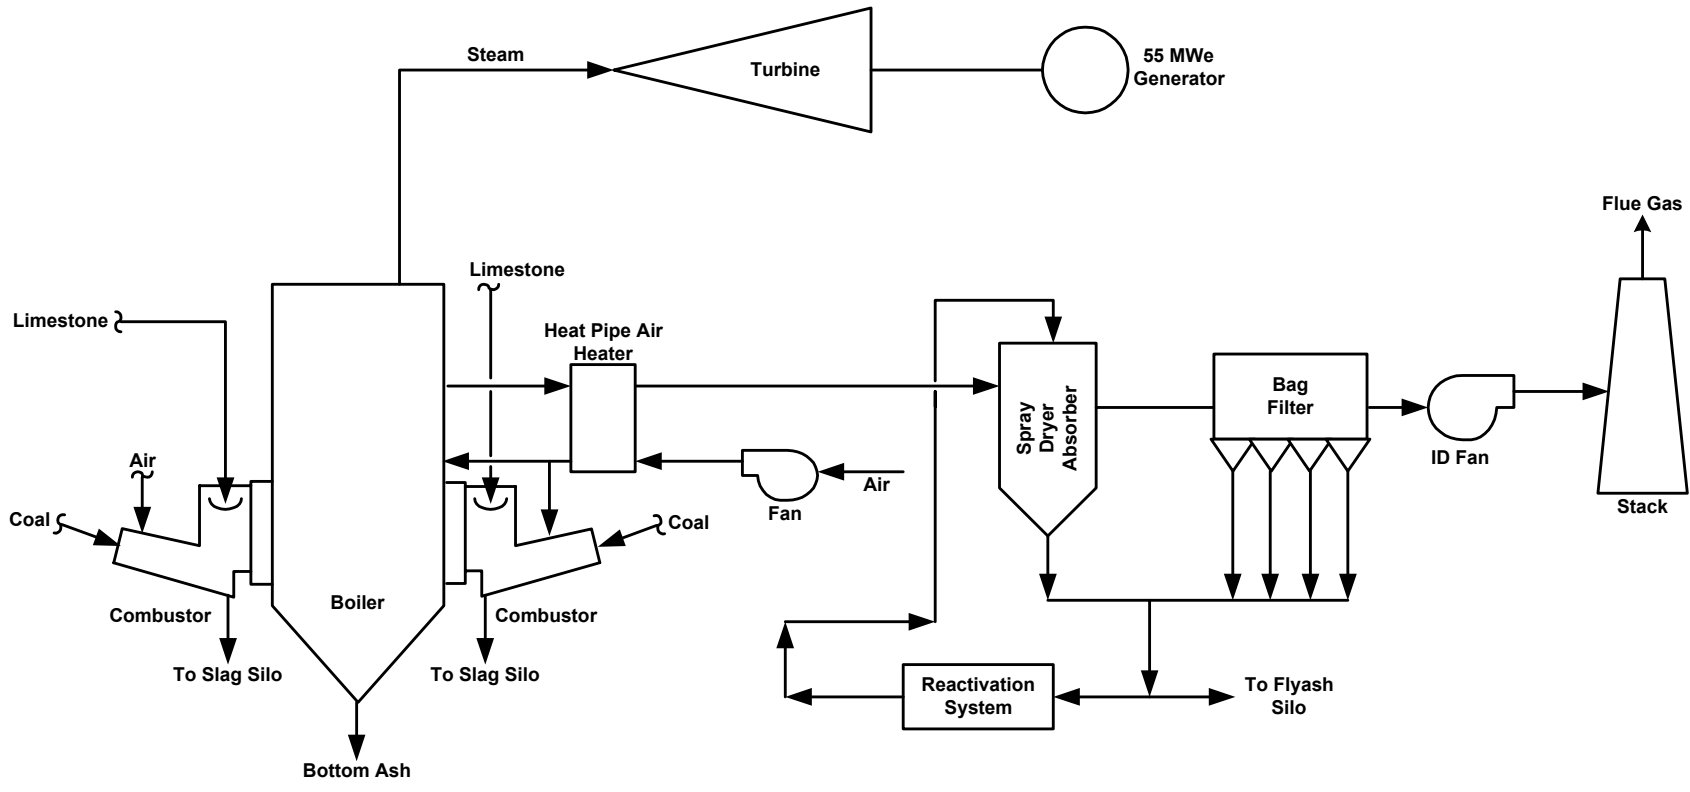 Steam
Turbine
55 MWe
Generator
Flue Gas
Limestone
Limestone
Heat Pipe Air
Heater
Spray
Dryer
Absorber
Bag
Filter
ID Fan
Stack
Air
Coal
Air
Fan
Coal
Boiler
Combustor
Combustor
To Slag Silo
To Slag Silo
Reactivation
System
To Flyash
Silo
Bottom Ash